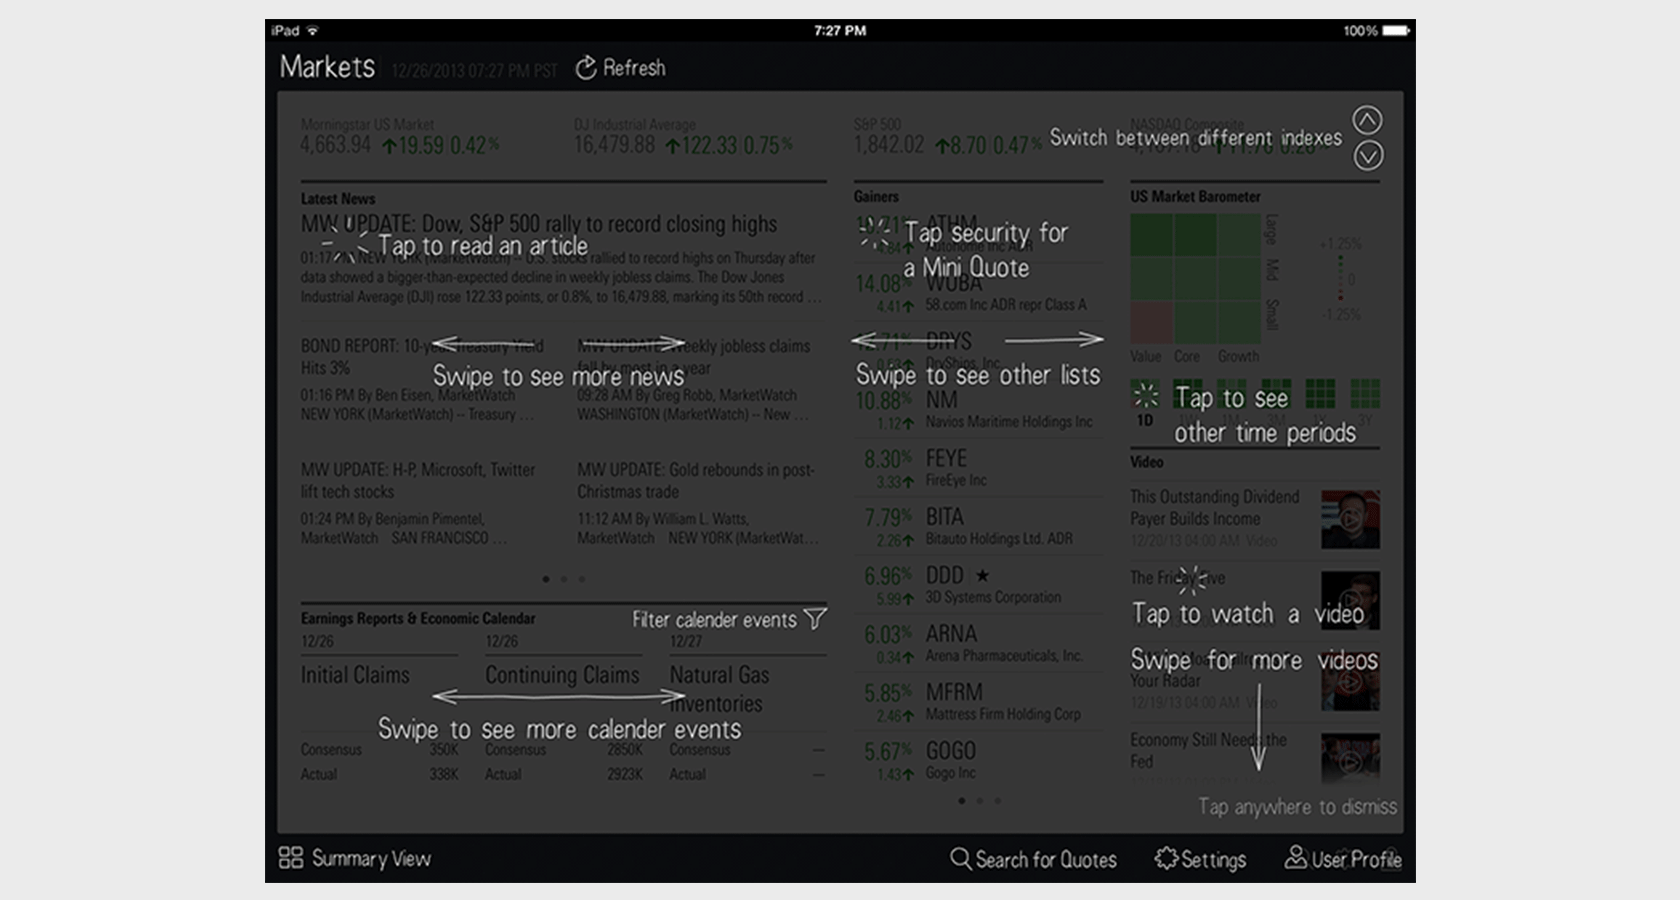 iPad
7:27 PM
100%
Markets 12/26/2013 07:27 PM PST Refresh
Morningstar US Market
4,663.94 19.59 0.42%
DJ Industrial Average
16,479.88 122.33 0.75%
S&P 500
1,842.02 8.70 0.47%
NASDAQ Composite
Switch between different indexes
Latest News
MW UPDATE: Dow, S&P 500 rally to record closing highs
Tap to read an article
01:17 PM NEW YORK (MarketWatch) -- U.S. stocks rallied to record highs on Thursday after
data showed a bigger-than-expected decline in weekly jobless claims. The Dow Jones
Industrial Average (DJI) rose 122.33 points, or 0.8%, to 16,479.88, marking its 50th record ...
BOND REPORT: 10-year Treasury Yield
Hits 3%
01:16 PM By Ben Eisen, MarketWatch
NEW YORK (MarketWatch) -- Treasury ...
MW UPDATE: Weekly jobless claims
fall by most in a year
09:28 AM By Greg Robb, MarketWatch
WASHINGTON (MarketWatch) -- New ...
Swipe to see more news
MW UPDATE: H-P, Microsoft, Twitter
lift tech stocks
01:24 PM By Benjamin Pimentel,
MarketWatch SAN FRANCISCO ...
MW UPDATE: Gold rebounds in post-
Christmas trade
11:12 AM By William L. Watts,
MarketWatch NEW YORK (MarketWat...
Earnings Reports & Economic Calendar
Filter calender events
12/26
Initial Claims
Consensus 350K
Actual 338K
12/26
Continuing Claims
Consensus 2850K
Actual 2923K
12/27
Natural Gas
Inventories
Consensus —
Actual —
Swipe to see more calender events
Gainers
ATHM
Autohome Inc ADR
Tap security for
a Mini Quote
14.08% WUBA
4.41 58.com Inc ADR repr Class A
DRYS
DryShips, Inc.
Swipe to see other lists
10.88% NM
1.12 Navios Maritime Holdings Inc
8.30% FEYE
3.33 FireEye Inc
7.79% BITA
2.26 Bitauto Holdings Ltd. ADR
6.96% DDD ★
5.99 3D Systems Corporation
6.03% ARNA
0.34 Arena Pharmaceuticals, Inc.
5.85% MFRM
2.46 Mattress Firm Holding Corp
5.67% GOGO
1.43 Gogo Inc
US Market Barometer
Large
Mid
Small
Value Core Growth
+1.25%
0
-1.25%
1D 1M 3M 1Y 3Y
Tap to see
other time periods
Video
This Outstanding Dividend
Payer Builds Income
12/20/13 04:00 AM Video
The Friday Five
Tap to watch a video
Swipe for more videos
Your Radar
12/19/13 04:00 AM Video
Economy Still Needs the
Fed
Tap anywhere to dismiss
Summary View
Search for Quotes
Settings
User Profile